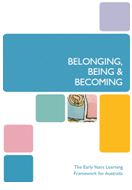 BELONGING,
BEING &
BECOMING
The Early Years Learning
Framework for Australia